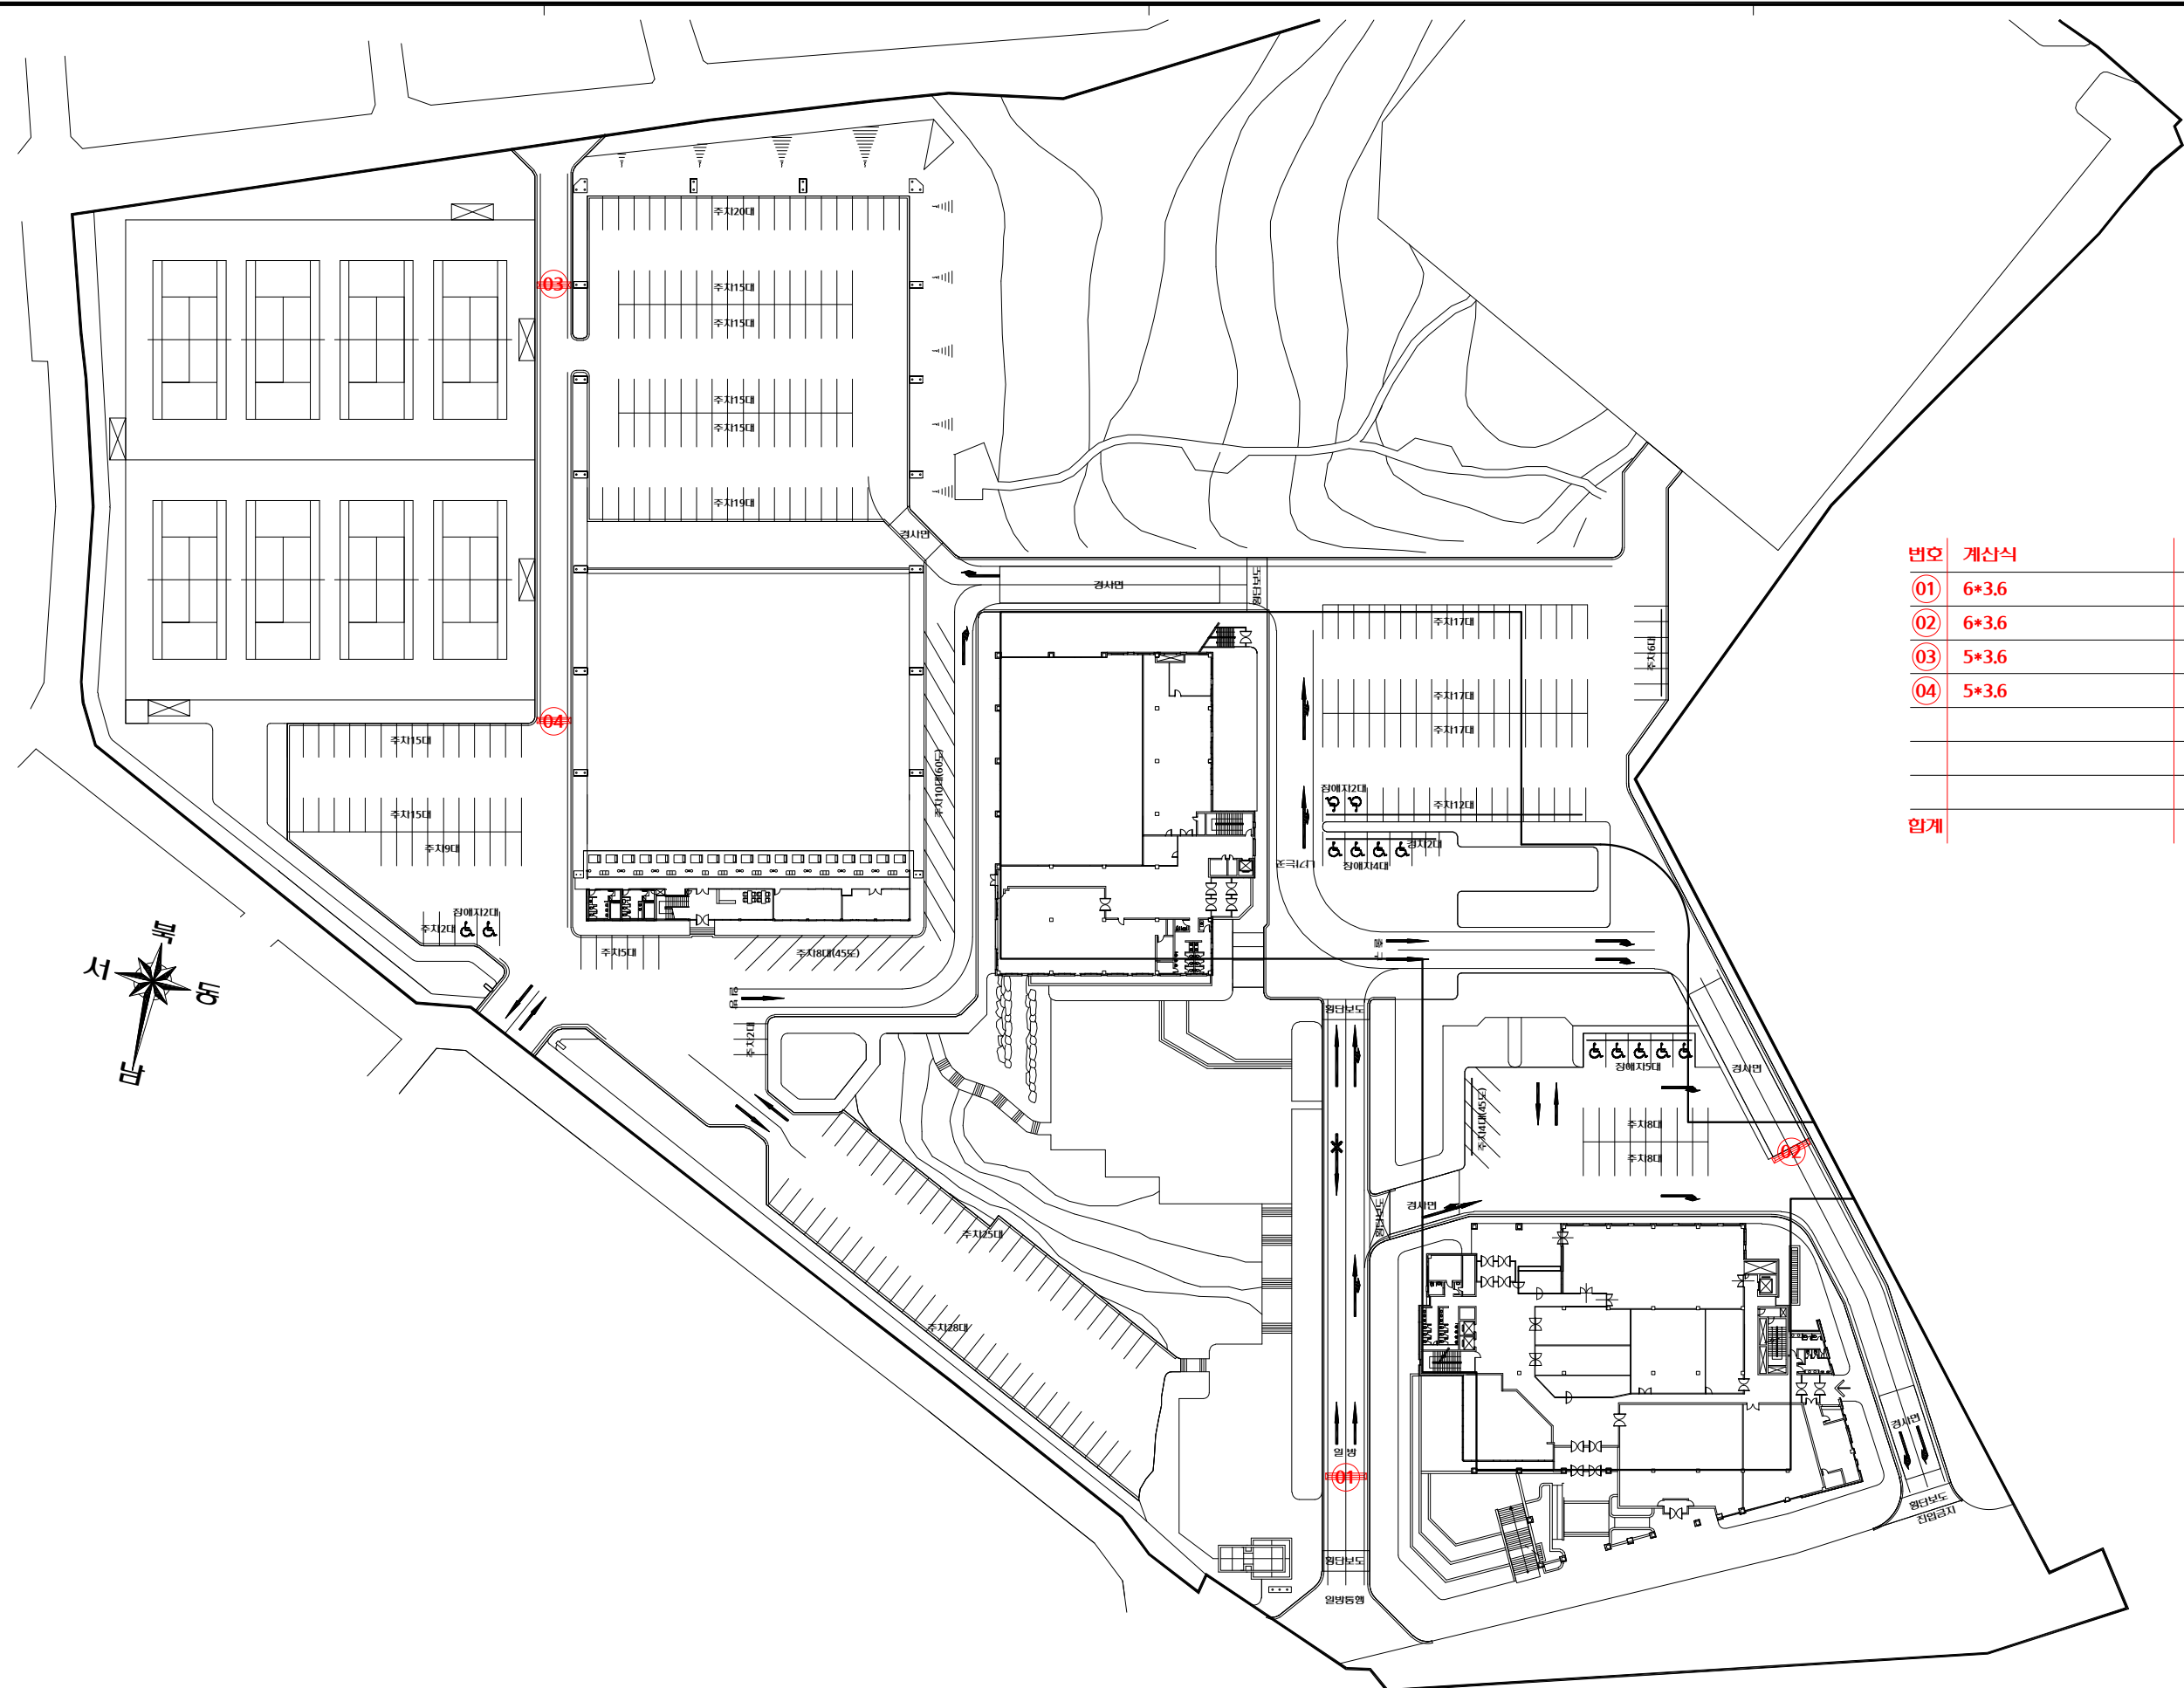 주차20대
03
주차15대
주차15대
주차15대
주차15대
주차19대
경사면
경사면
횡단보도
번호 계산식
01 6*3.6
02 6*3.6
03 5*3.6
04 5*3.6
합계
주차17대
주차6대
주차17대
주차17대
04
주차15대
주차10대(60도)
장애자2대
주차12대
주차15대
주차9대
경차2대
장애자4대
장애자2대
주차2대
주차5대
주차8대(45도)
출구
북
서
동
남
주차2대
횡단보도
장애자5대
경사면
주차4대(45도)
주차8대
주차8대
02
경사면
횡단보도
주차25대
주차28대
일 방
01
경사면
횡단보도
진입금지
횡단보도
일방통행